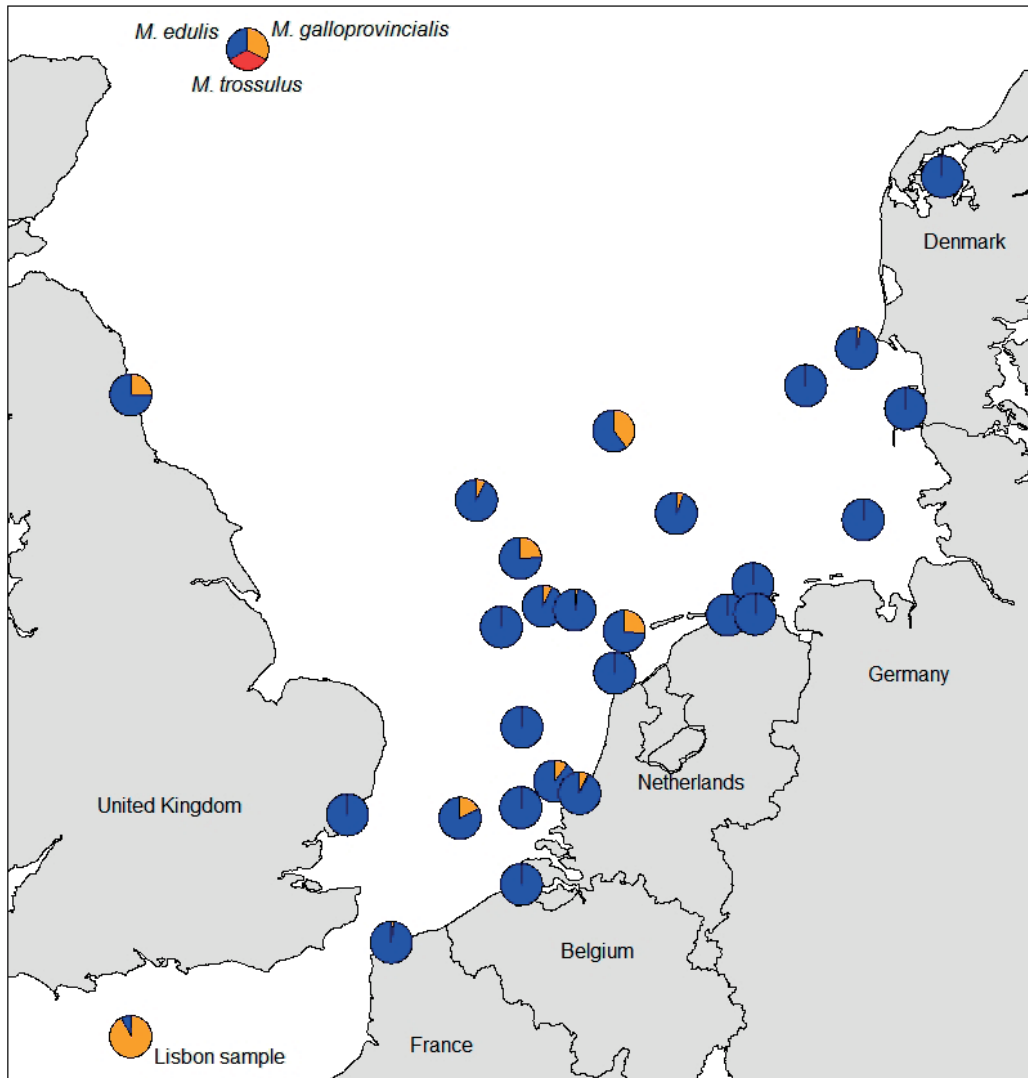 M. edulis
M. galloprovincialis
M. trossulus
Denmark
Germany
Netherlands
United Kingdom
Belgium
France
Lisbon sample